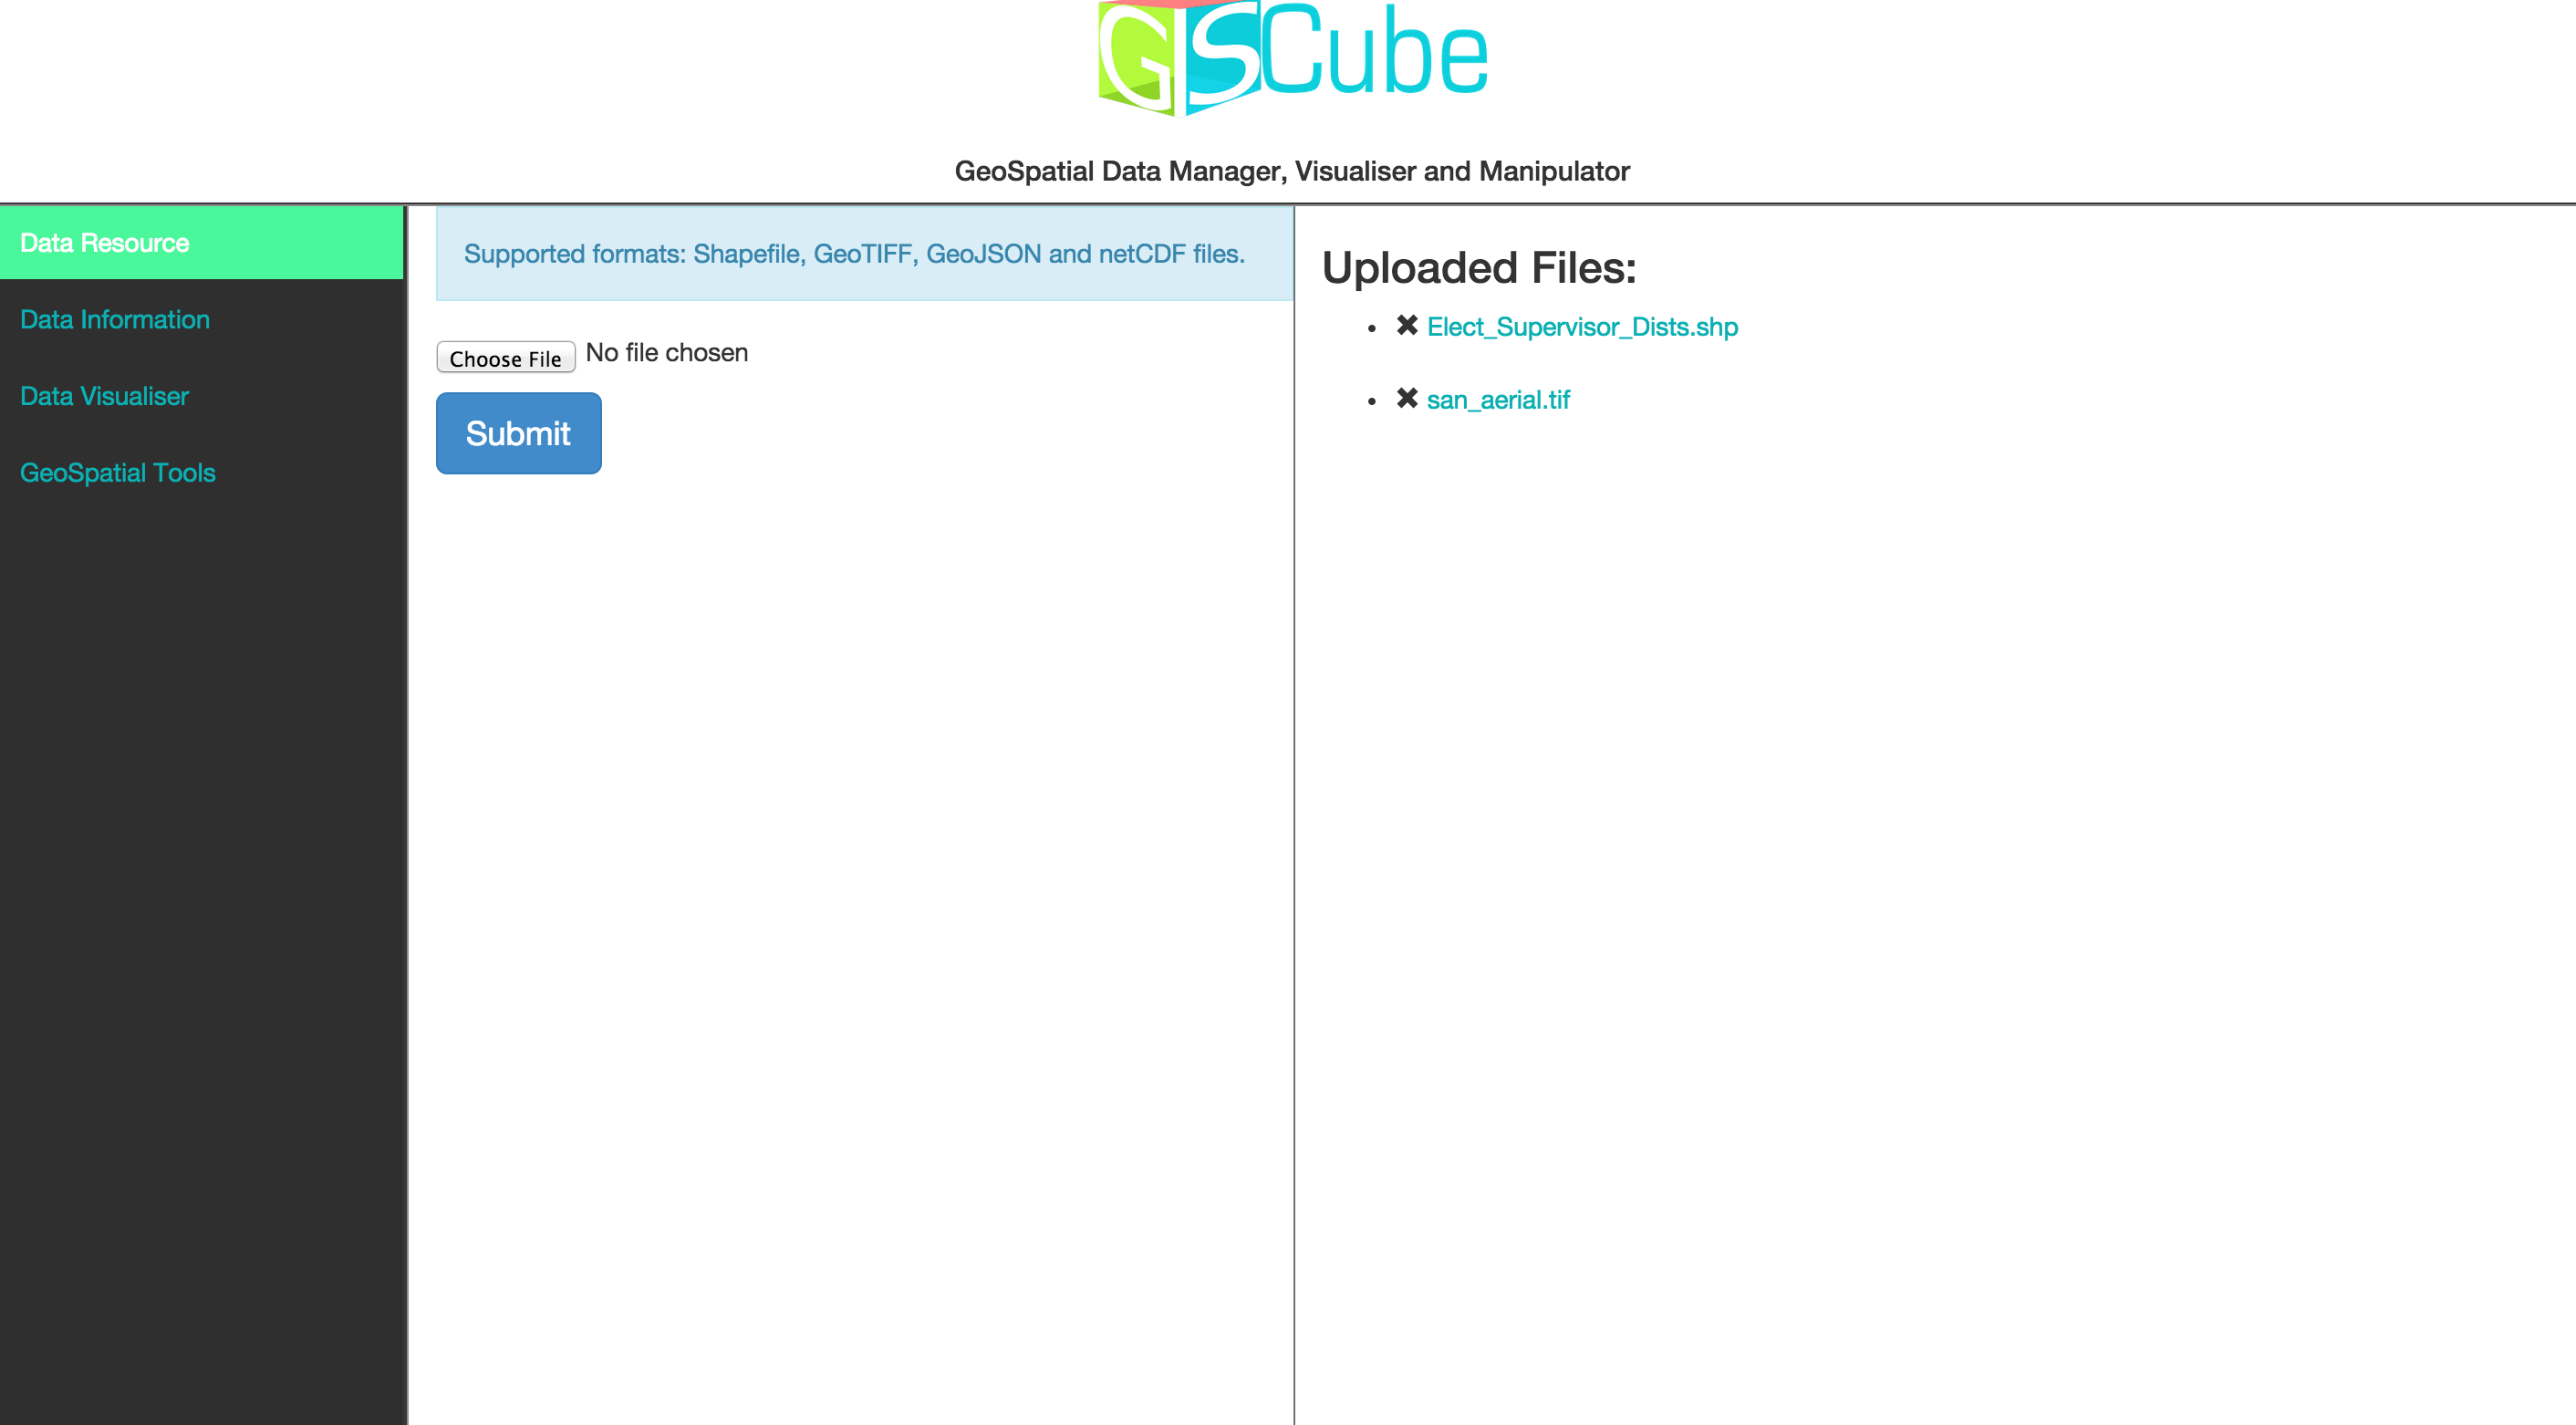 GISCube
GeoSpatial Data Manager, Visualiser and Manipulator
Data Resource
Data Information
Data Visualiser
GeoSpatial Tools
Supported formats: Shapefile, GeoTIFF, GeoJSON and netCDF files.
Choose File No file chosen
Submit
Uploaded Files:
Elect_Supervisor_Dists.shp
san_aerial.tif